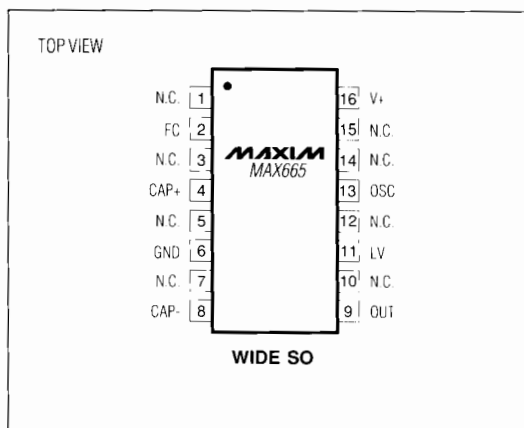 TOP VIEW
N.C. 1 16 V+
FC 2 15 N.C.
N.C. 3 MAXIM 14 N.C.
MAX665
CAP+ 4 13 OSC
N.C. 5 12 N.C.
GND 6 11 LV
N.C. 7 10 N.C.
CAP- 8 9 OUT
WIDE SO